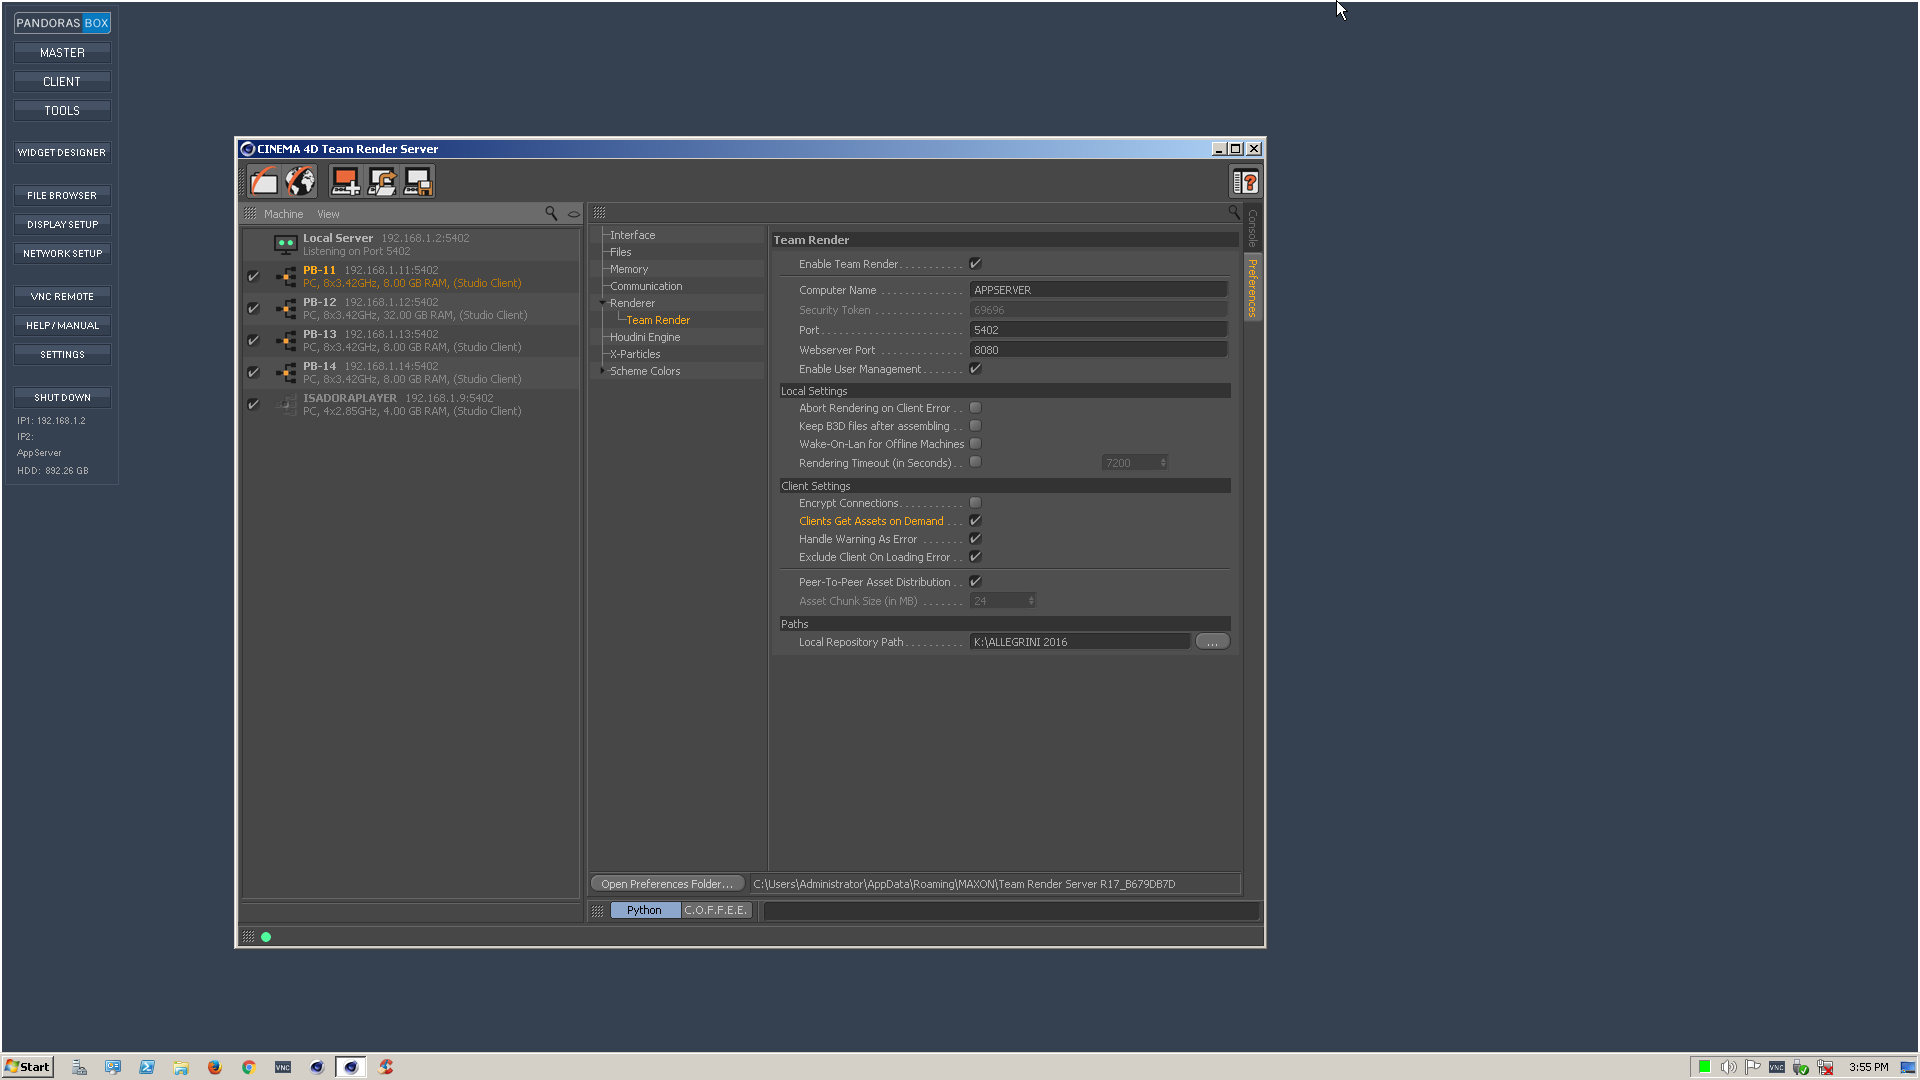 PANDORAS BOX
MASTER
CLIENT
TOOLS
WIDGET DESIGNER
FILE BROWSER
DISPLAY SETUP
NETWORK SETUP
VNC REMOTE
HELP / MANUAL
SETTINGS
SHUT DOWN
IP1: 192.168.1.2
IP2:
AppServer
HDD: 892.26 GB
CINEMA 4D Team Render Server
Machine View
Local Server 192.168.1.2:5402
Listening on Port 5402
PB-11 192.168.1.11:5402
PC, 8x3.42GHz, 8.00 GB RAM, (Studio Client)
PB-12 192.168.1.12:5402
PC, 8x3.42GHz, 32.00 GB RAM, (Studio Client)
PB-13 192.168.1.13:5402
PC, 8x3.42GHz, 8.00 GB RAM, (Studio Client)
PB-14 192.168.1.14:5402
PC, 8x3.42GHz, 8.00 GB RAM, (Studio Client)
ISADORAPLAYER 192.168.1.9:5402
PC, 4x2.85GHz, 4.00 GB RAM, (Studio Client)
Interface
Files
Memory
Communication
Renderer
Team Render
Houdini Engine
X-Particles
Scheme Colors
Team Render
Enable Team Render
Computer Name APPSERVER
Security Token 69696
Port 5402
Webserver Port 8080
Enable User Management
Local Settings
Abort Rendering on Client Error
Keep B3D files after assembling
Wake-On-Lan for Offline Machines
Rendering Timeout (in Seconds) 7200
Client Settings
Encrypt Connections
Clients Get Assets on Demand
Handle Warning As Error
Exclude Client On Loading Error
Peer-To-Peer Asset Distribution
Asset Chunk Size (in MB) 24
Paths
Local Repository Path K:\ALLEGRINI 2016 ...
Console
Preferences
Open Preferences Folder... C:\Users\Administrator\AppData\Roaming\MAXON\Team Render Server R17_B679DB7D
Python C.O.F.F.E.E.
Start VNC VNC 3:55 PM